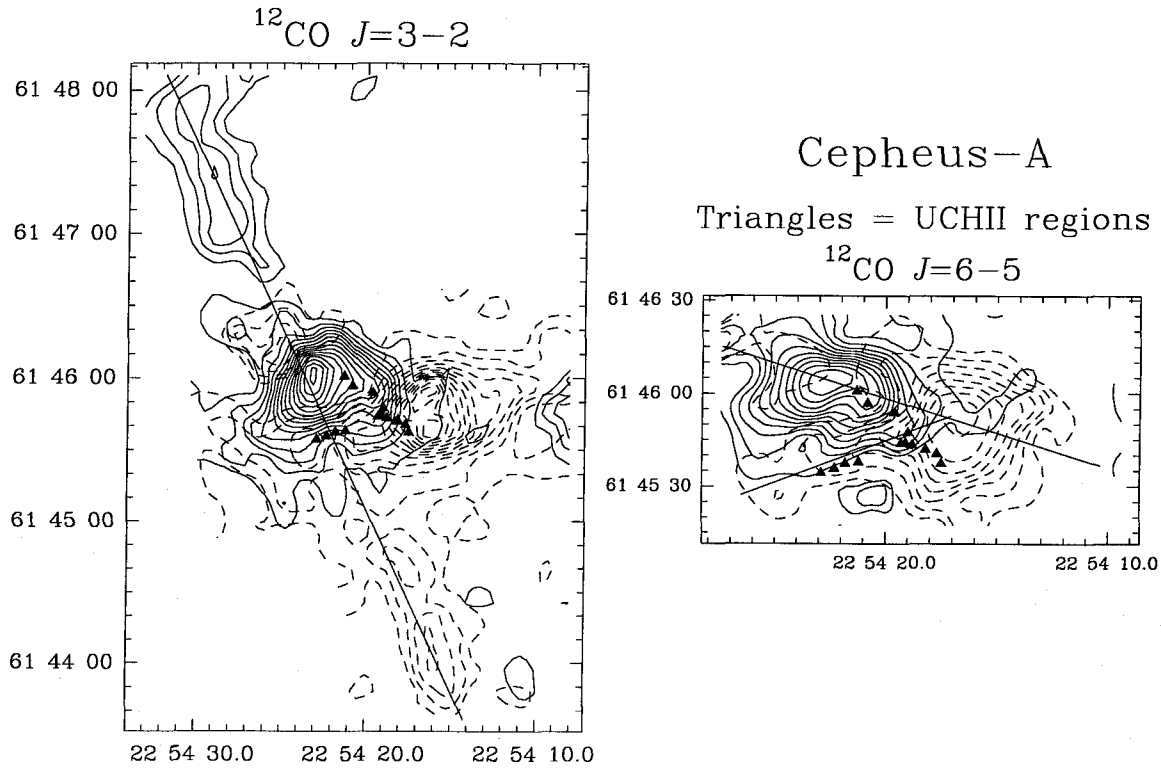 ¹²CO J=3−2
61 48 00
61 47 00
61 46 00
61 45 00
61 44 00
22 54 30.0 22 54 20.0 22 54 10.0
Cepheus−A
Triangles = UCHII regions
¹²CO J=6−5
61 46 30
61 46 00
61 45 30
22 54 20.0 22 54 10.0